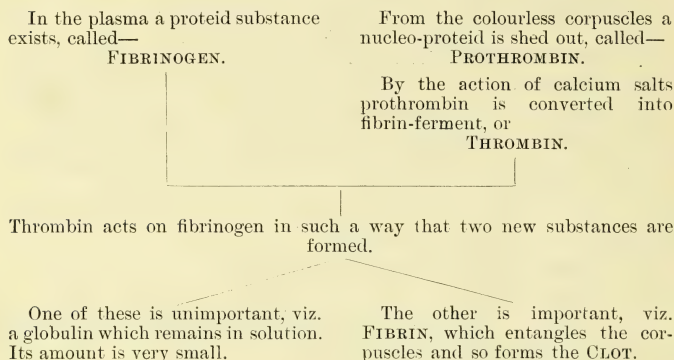 In the plasma a proteid substance
exists, called—
FIBRINOGEN.
From the colourless corpuscles a
nucleo-proteid is shed out, called—
PROTHROMBIN.
By the action of calcium salts
prothrombin is converted into
fibrin-ferment, or
THROMBIN.
Thrombin acts on fibrinogen in such a way that two new substances are
formed.
One of these is unimportant, viz.
a globulin which remains in solution.
Its amount is very small.
The other is important, viz.
FIBRIN, which entangles the cor-
puscles and so forms the CLOT.